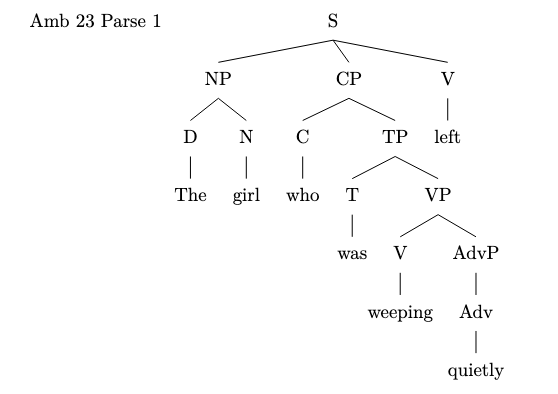 Amb 23 Parse 1 S
NP CP V
D N C TP left
The girl who T VP
was V AdvP
weeping Adv
quietly